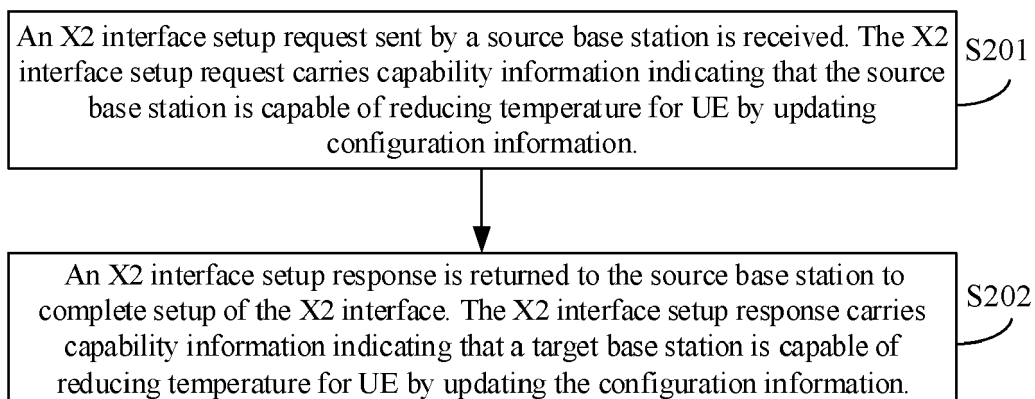 An X2 interface setup request sent by a source base station is received. The X2
interface setup request carries capability information indicating that the source
base station is capable of reducing temperature for UE by updating
configuration information.
S201
An X2 interface setup response is returned to the source base station to
complete setup of the X2 interface. The X2 interface setup response carries
capability information indicating that a target base station is capable of
reducing temperature for UE by updating the configuration information.
S202